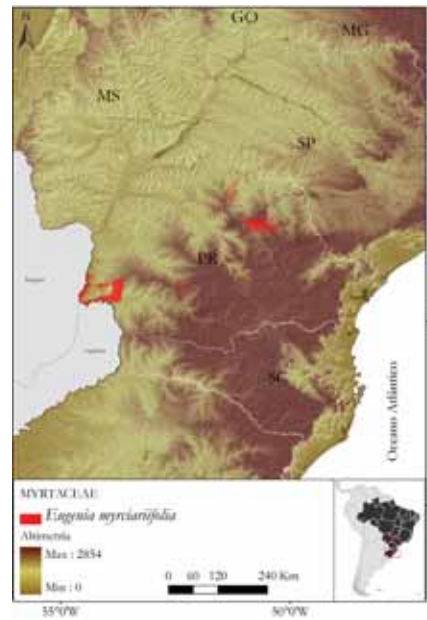 N
GO
MG
MS
SP
PR
SC
Oceano Atlântico
MYRTACEAE
Eugenia myrciariifolia
Altimetria
Max : 2854
Min : 0
0 60 120 240 Km
55°0'W 50°0'W